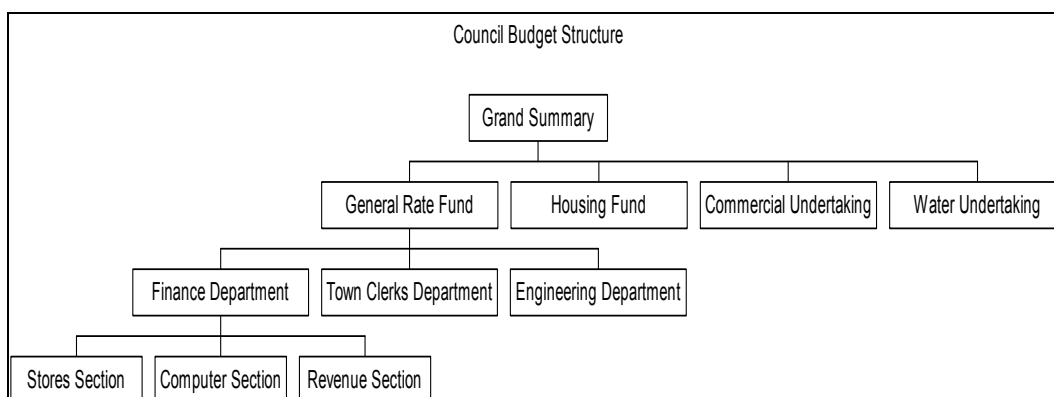 Council Budget Structure
Grand Summary
General Rate Fund
Housing Fund
Commercial Undertaking
Water Undertaking
Finance Department
Town Clerks Department
Engineering Department
Stores Section
Computer Section
Revenue Section